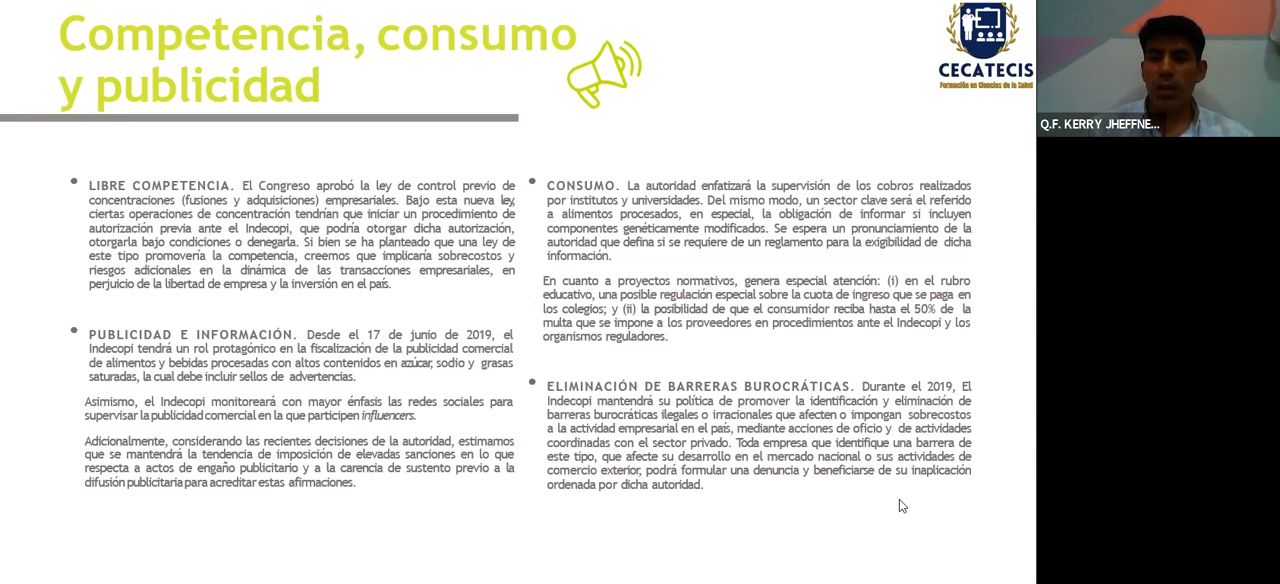 Competencia, consumo
y publicidad
CECATECIS
Formación en Ciencias de la Salud
Q.F. KERRY JHEFFNE...
• LIBRE COMPETENCIA. El Congreso aprobó la ley de control previo de
concentraciones (fusiones y adquisiciones) empresariales. Bajo esta nueva ley,
ciertas operaciones de concentración tendrían que iniciar un procedimiento de
autorización previa ante el Indecopi, que podría otorgar dicha autorización,
otorgarla bajo condiciones o denegarla. Si bien se ha planteado que una ley de
este tipo promovería la competencia, creemos que implicaría sobrecostos y
riesgos adicionales en la dinámica de las transacciones empresariales, en
perjuicio de la libertad de empresa y la inversión en el país.
• PUBLICIDAD E INFORMACIÓN. Desde el 17 de junio de 2019, el
Indecopi tendrá un rol protagónico en la fiscalización de la publicidad comercial
de alimentos y bebidas procesadas con altos contenidos en azúcar, sodio y grasas
saturadas, la cual debe incluir sellos de advertencias.
Asimismo, el Indecopi monitoreará con mayor énfasis las redes sociales para
supervisar la publicidad comercial en la que participen influencers.
Adicionalmente, considerando las recientes decisiones de la autoridad, estimamos
que se mantendrá la tendencia de imposición de elevadas sanciones en lo que
respecta a actos de engaño publicitario y a la carencia de sustento previo a la
difusión publicitaria para acreditar estas afirmaciones.
• CONSUMO. La autoridad enfatizará la supervisión de los cobros realizados
por institutos y universidades. Del mismo modo, un sector clave será el referido
a alimentos procesados, en especial, la obligación de informar si incluyen
componentes genéticamente modificados. Se espera un pronunciamiento de la
autoridad que defina si se requiere de un reglamento para la exigibilidad de dicha
información.
En cuanto a proyectos normativos, genera especial atención: (i) en el rubro
educativo, una posible regulación especial sobre la cuota de ingreso que se paga en
los colegios; y (ii) la posibilidad de que el consumidor reciba hasta el 50% de la
multa que se impone a los proveedores en procedimientos ante el Indecopi y los
organismos reguladores.
• ELIMINACIÓN DE BARRERAS BUROCRÁTICAS. Durante el 2019, El
Indecopi mantendrá su política de promover la identificación y eliminación de
barreras burocráticas ilegales o irracionales que afecten o impongan sobrecostos
a la actividad empresarial en el país, mediante acciones de oficio y de actividades
coordinadas con el sector privado. Toda empresa que identifique una barrera de
este tipo, que afecte su desarrollo en el mercado nacional o sus actividades de
comercio exterior, podrá formular una denuncia y beneficiarse de su inaplicación
ordenada por dicha autoridad.